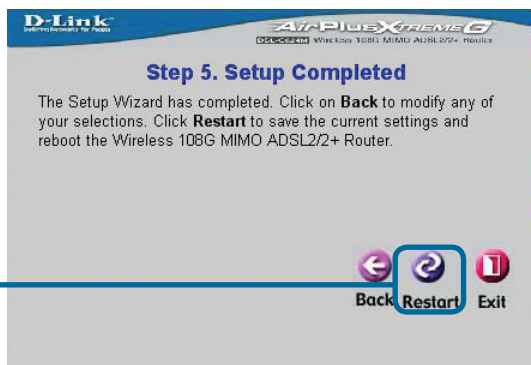 D-Link
Building Networks for People
AirPlus Xtreme G
DSL-G624M Wireless 108G MIMO ADSL2/2+ Router
Step 5. Setup Completed
The Setup Wizard has completed. Click on Back to modify any of
your selections. Click Restart to save the current settings and
reboot the Wireless 108G MIMO ADSL2/2+ Router.
Back Restart Exit